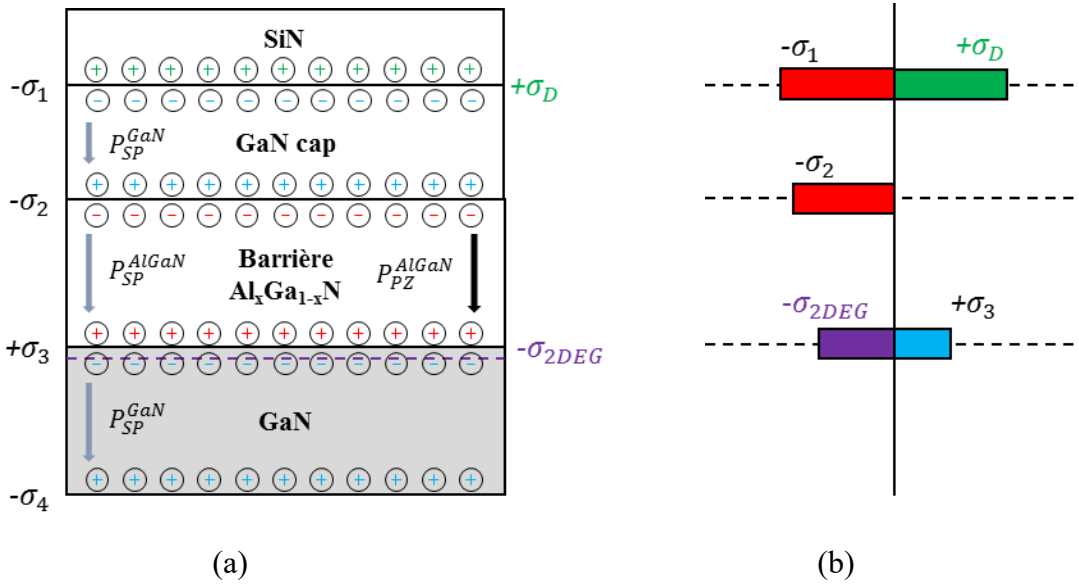 SiN
-σ1
+σD
P_SP^GaN
GaN cap
-σ2
P_SP^AlGaN
Barrière
AlxGa1-xN
P_PZ^AlGaN
+σ3
-σ2DEG
P_SP^GaN
GaN
-σ4
(a)
-σ1
+σD
-σ2
-σ2DEG
+σ3
(b)